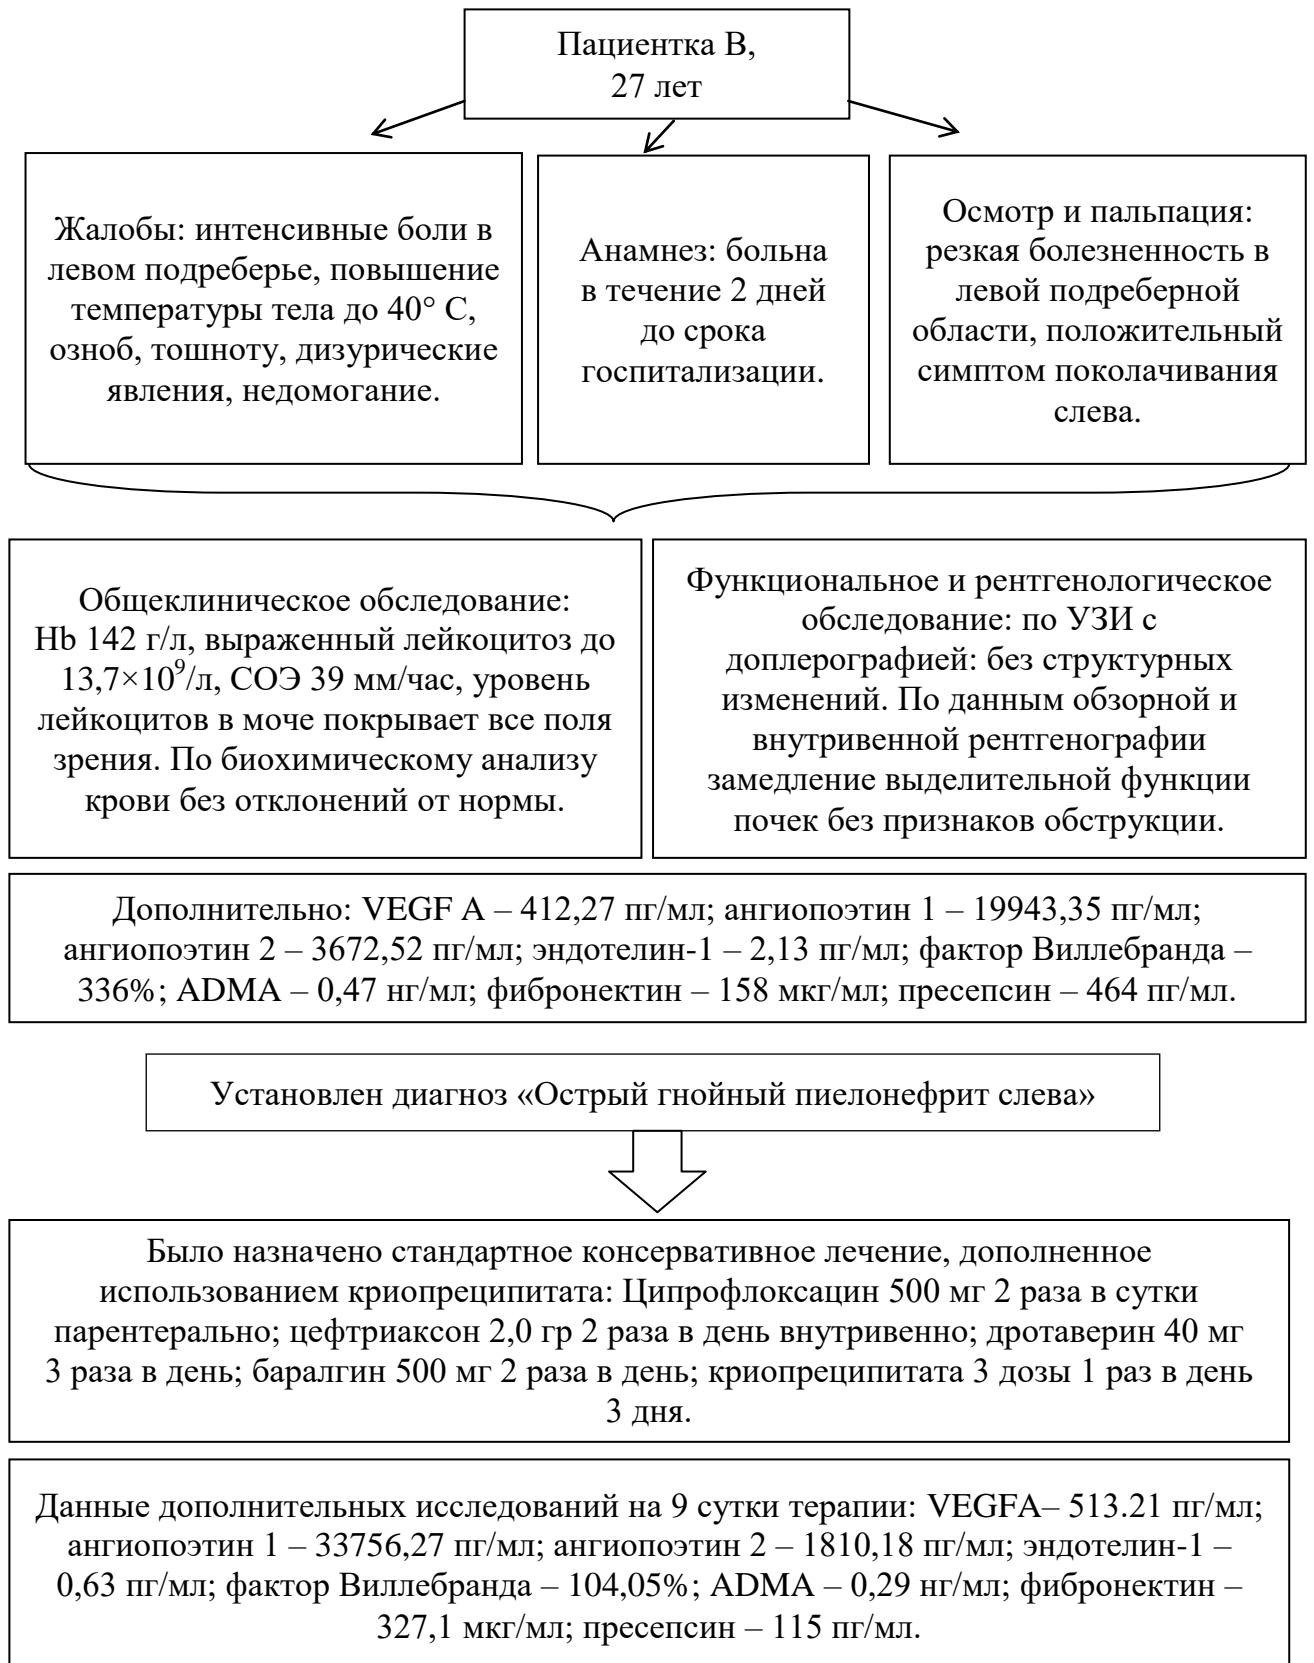 Пациентка В,
27 лет
Жалобы: интенсивные боли в
левом подреберье, повышение
температуры тела до 40° С,
озноб, тошноту, дизурические
явления, недомогание.
Анамнез: больна
в течение 2 дней
до срока
госпитализации.
Осмотр и пальпация:
резкая болезненность в
левой подреберной
области, положительный
симптом поколачивания
слева.
Общеклиническое обследование:
Hb 142 г/л, выраженный лейкоцитоз до
13,7×10⁹/л, СОЭ 39 мм/час, уровень
лейкоцитов в моче покрывает все поля
зрения. По биохимическому анализу
крови без отклонений от нормы.
Функциональное и рентгенологическое
обследование: по УЗИ с
доплерографией: без структурных
изменений. По данным обзорной и
внутривенной рентгенографии
замедление выделительной функции
почек без признаков обструкции.
Дополнительно: VEGF A – 412,27 пг/мл; ангиопоэтин 1 – 19943,35 пг/мл;
ангиопоэтин 2 – 3672,52 пг/мл; эндотелин-1 – 2,13 пг/мл; фактор Виллебранда –
336%; ADMA – 0,47 нг/мл; фибронектин – 158 мкг/мл; пресепсин – 464 пг/мл.
Установлен диагноз «Острый гнойный пиелонефрит слева»
Было назначено стандартное консервативное лечение, дополненное
использованием криопреципитата: Ципрофлоксацин 500 мг 2 раза в сутки
парентерально; цефтриаксон 2,0 гр 2 раза в день внутривенно; дротаверин 40 мг
3 раза в день; баралгин 500 мг 2 раза в день; криопреципитата 3 дозы 1 раз в день
3 дня.
Данные дополнительных исследований на 9 сутки терапии: VEGFA– 513.21 пг/мл;
ангиопоэтин 1 – 33756,27 пг/мл; ангиопоэтин 2 – 1810,18 пг/мл; эндотелин-1 –
0,63 пг/мл; фактор Виллебранда – 104,05%; ADMA – 0,29 нг/мл; фибронектин –
327,1 мкг/мл; пресепсин – 115 пг/мл.